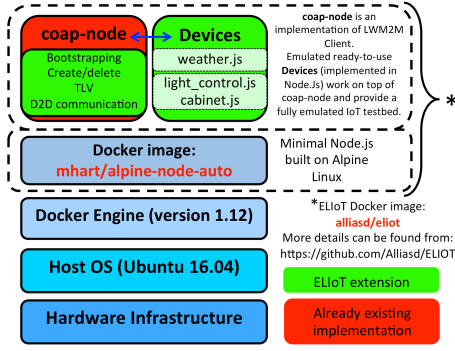 coap-node
Bootstrapping
Create/delete
TLV
D2D communication
Devices
weather.js
light_control.js
cabinet.js
coap-node is an
implementation of LWM2M
Client.
Emulated ready-to-use
Devices (implemented in
Node.Js) work on top of
coap-node and provide a
fully emulated IoT testbed.
*
Docker image:
mhart/alpine-node-auto
Minimal Node.js
built on Alpine
Linux
Docker Engine (version 1.12)
Host OS (Ubuntu 16.04)
Hardware Infrastructure
*ELIoT Docker image:
alliasd/eliot
More details can be found from:
https://github.com/Alliasd/ELIOT
ELIoT extension
Already existing
implementation